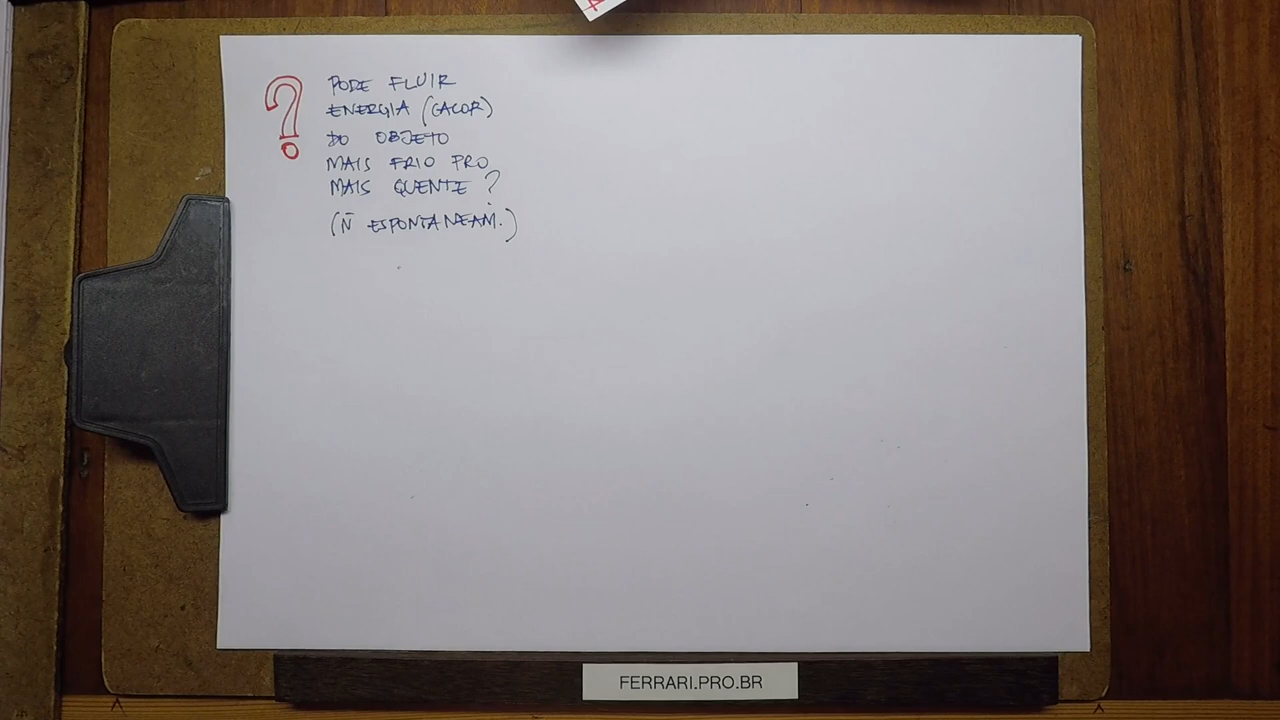 ?
PODE FLUIR
ENERGIA (CALOR)
DO OBJETO
MAIS FRIO PRO
MAIS QUENTE ?
(Ñ ESPONTANEAM.)
FERRARI.PRO.BR